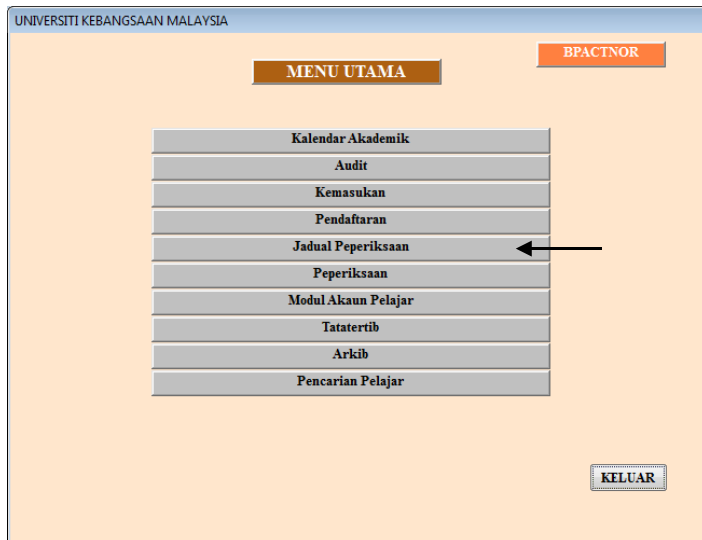 UNIVERSITI KEBANGSAAN MALAYSIA
BPACTNOR
MENU UTAMA
Kalendar Akademik
Audit
Kemasukan
Pendaftaran
Jadual Peperiksaan
Peperiksaan
Modul Akaun Pelajar
Tatatertib
Arkib
Pencarian Pelajar
KELUAR